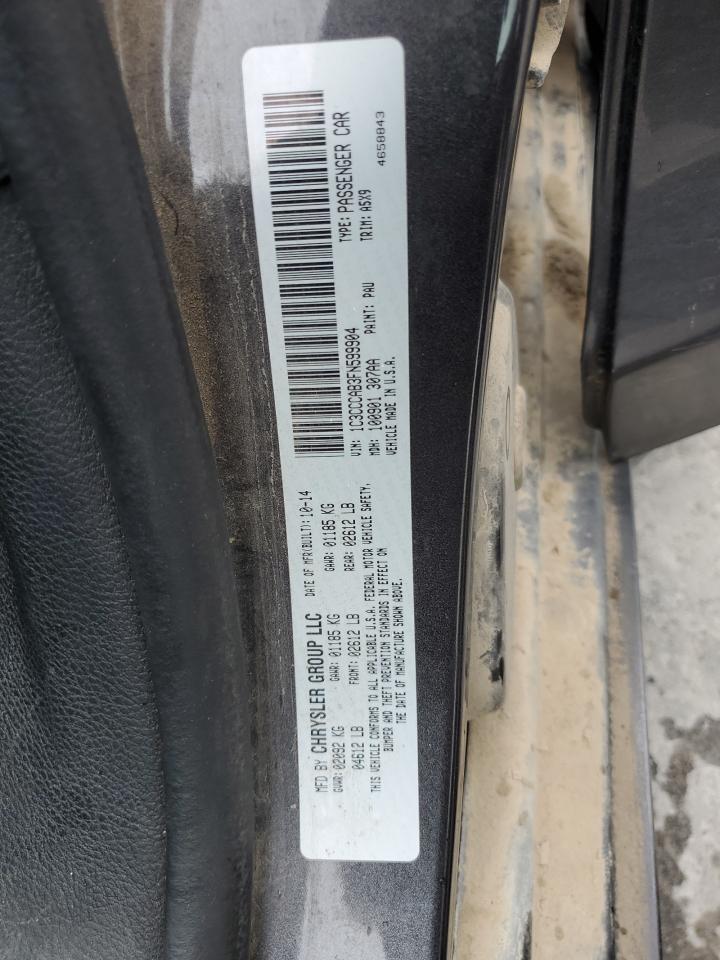 MFD BY CHRYSLER GROUP LLC DATE OF MFR(BUILT): 10-14
GVWR: 02092 KG GAWR: 01185 KG GAWR: 01185 KG
04612 LB FRONT: 02612 LB REAR: 02612 LB
THIS VEHICLE CONFORMS TO ALL APPLICABLE U.S.A. FEDERAL MOTOR VEHICLE SAFETY,
BUMPER AND THEFT PREVENTION STANDARDS IN EFFECT ON
THE DATE OF MANUFACTURE SHOWN ABOVE.
VIN: 1C3CCCAB3FN599904 TYPE: PASSENGER CAR
MDH: 100901 307AA PAINT: PAU TRIM: A5X9
VEHICLE MADE IN U.S.A. 4658843